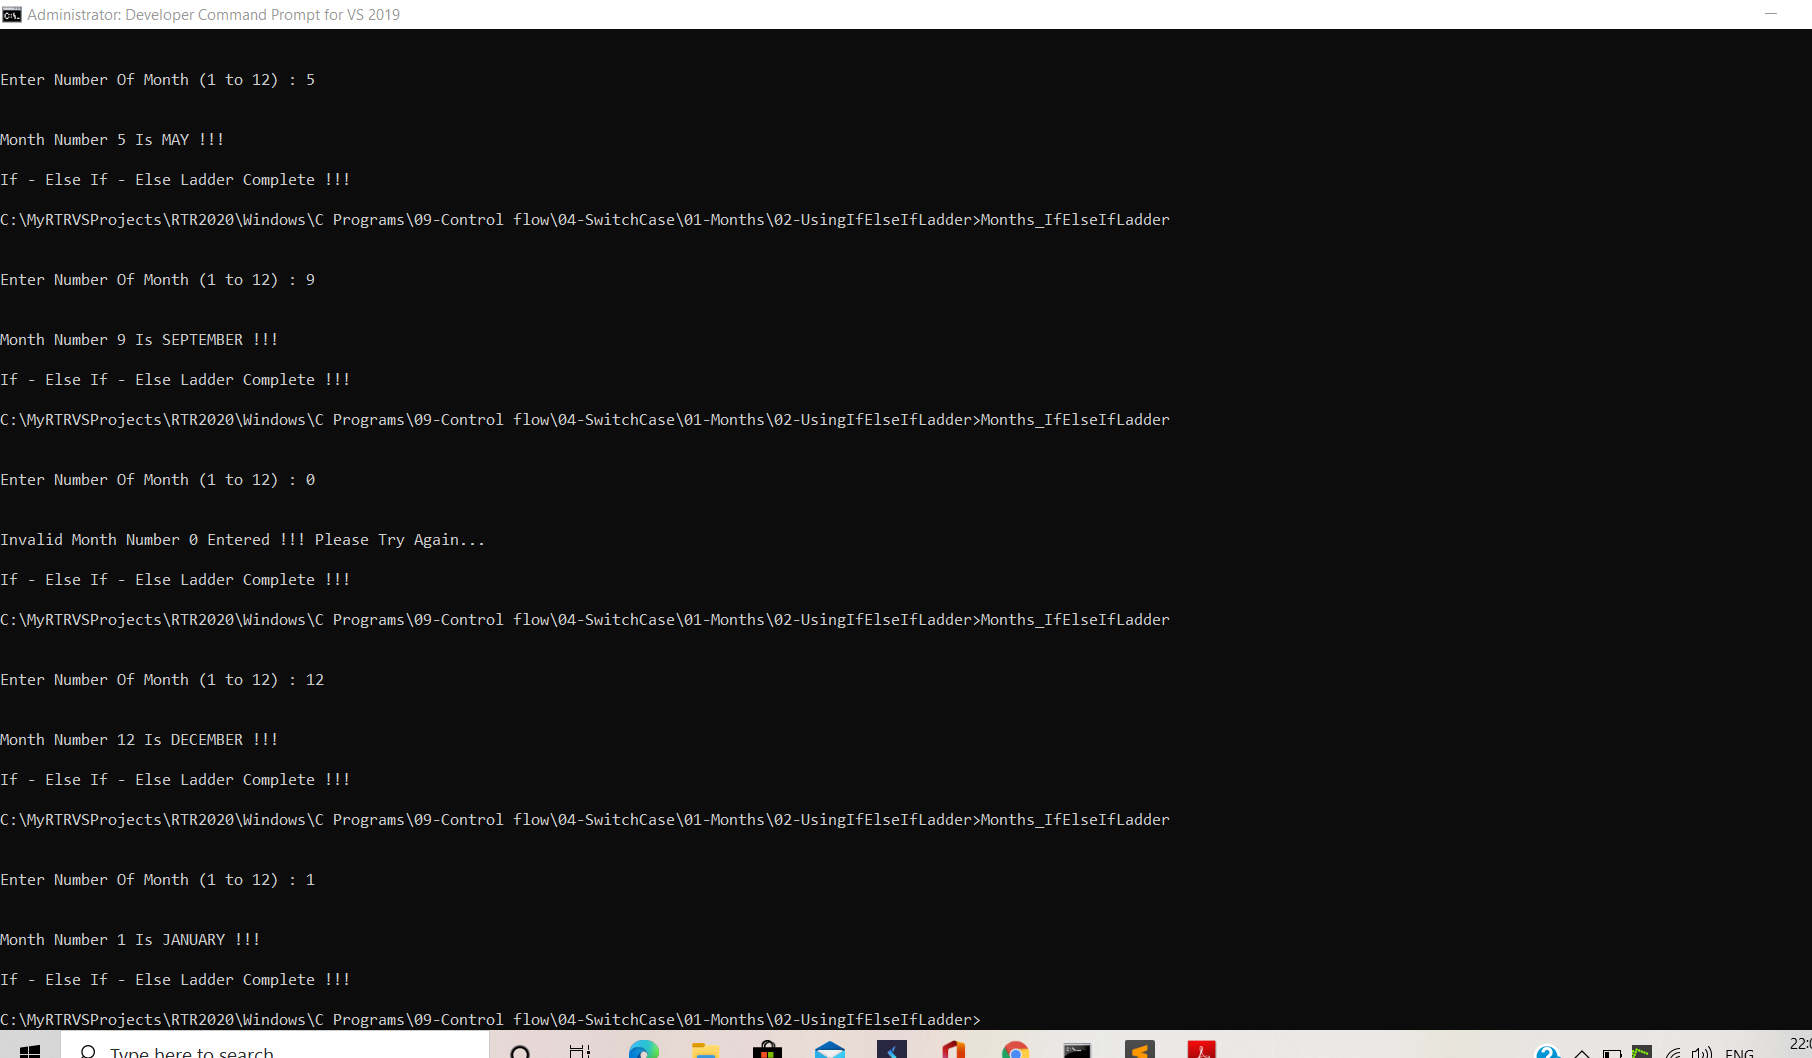 Administrator: Developer Command Prompt for VS 2019
Enter Number Of Month (1 to 12) : 5
Month Number 5 Is MAY !!!
If - Else If - Else Ladder Complete !!!
C:\MyRTRVSProjects\RTR2020\Windows\C Programs\09-Control flow\04-SwitchCase\01-Months\02-UsingIfElseIfLadder>Months_IfElseIfLadder
Enter Number Of Month (1 to 12) : 9
Month Number 9 Is SEPTEMBER !!!
If - Else If - Else Ladder Complete !!!
C:\MyRTRVSProjects\RTR2020\Windows\C Programs\09-Control flow\04-SwitchCase\01-Months\02-UsingIfElseIfLadder>Months_IfElseIfLadder
Enter Number Of Month (1 to 12) : 0
Invalid Month Number 0 Entered !!! Please Try Again...
If - Else If - Else Ladder Complete !!!
C:\MyRTRVSProjects\RTR2020\Windows\C Programs\09-Control flow\04-SwitchCase\01-Months\02-UsingIfElseIfLadder>Months_IfElseIfLadder
Enter Number Of Month (1 to 12) : 12
Month Number 12 Is DECEMBER !!!
If - Else If - Else Ladder Complete !!!
C:\MyRTRVSProjects\RTR2020\Windows\C Programs\09-Control flow\04-SwitchCase\01-Months\02-UsingIfElseIfLadder>Months_IfElseIfLadder
Enter Number Of Month (1 to 12) : 1
Month Number 1 Is JANUARY !!!
If - Else If - Else Ladder Complete !!!
C:\MyRTRVSProjects\RTR2020\Windows\C Programs\09-Control flow\04-SwitchCase\01-Months\02-UsingIfElseIfLadder>
Type here to search
ENG